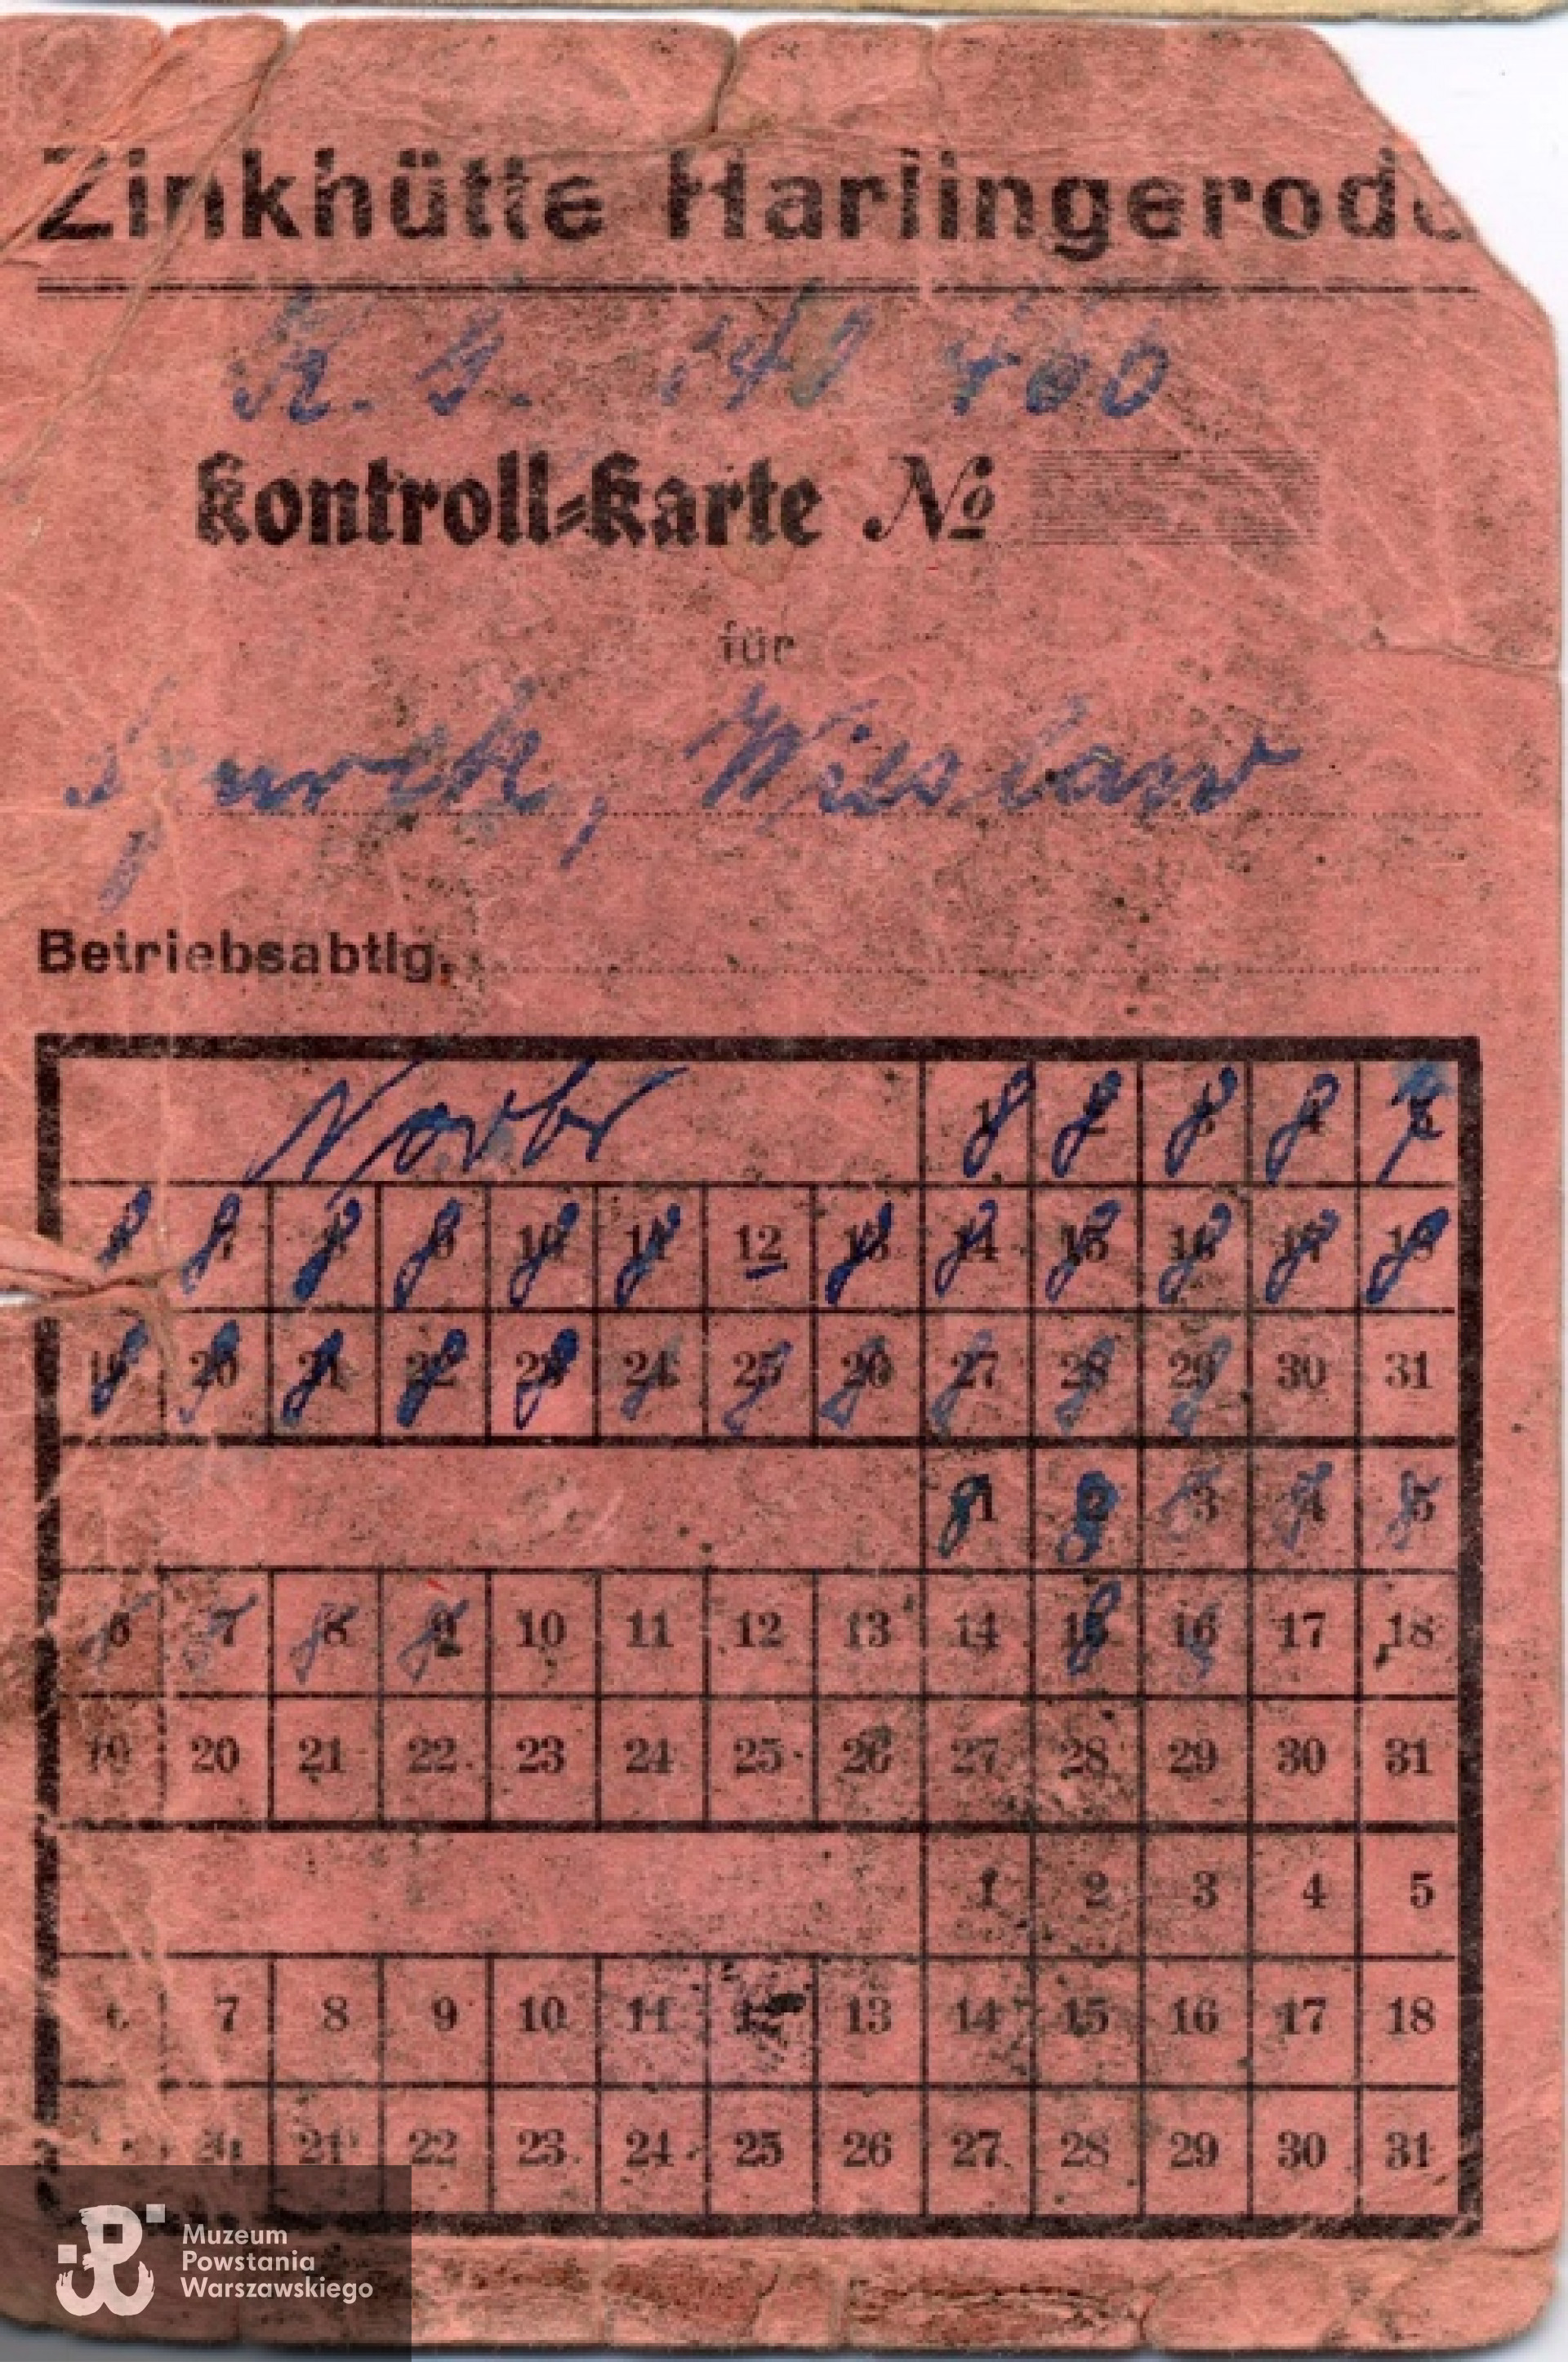 Zinkhütte Harlingerode
Kontroll=Karte №
für
Wieslaw
Betriebsabtlg.
Novbr 1 2 3 4 5
6 7 8 9 10 11 12 13 14 15 16 17 18
19 20 21 22 23 24 25 26 27 28 29 30 31
1 2 3 4 5
6 7 8 9 10 11 12 13 14 15 16 17 18
19 20 21 22 23 24 25 26 27 28 29 30 31
1 2 3 4 5
6 7 8 9 10 11 12 13 14 15 16 17 18
20 21 22 23 24 25 26 27 28 29 30 31
Muzeum
Powstania
Warszawskiego